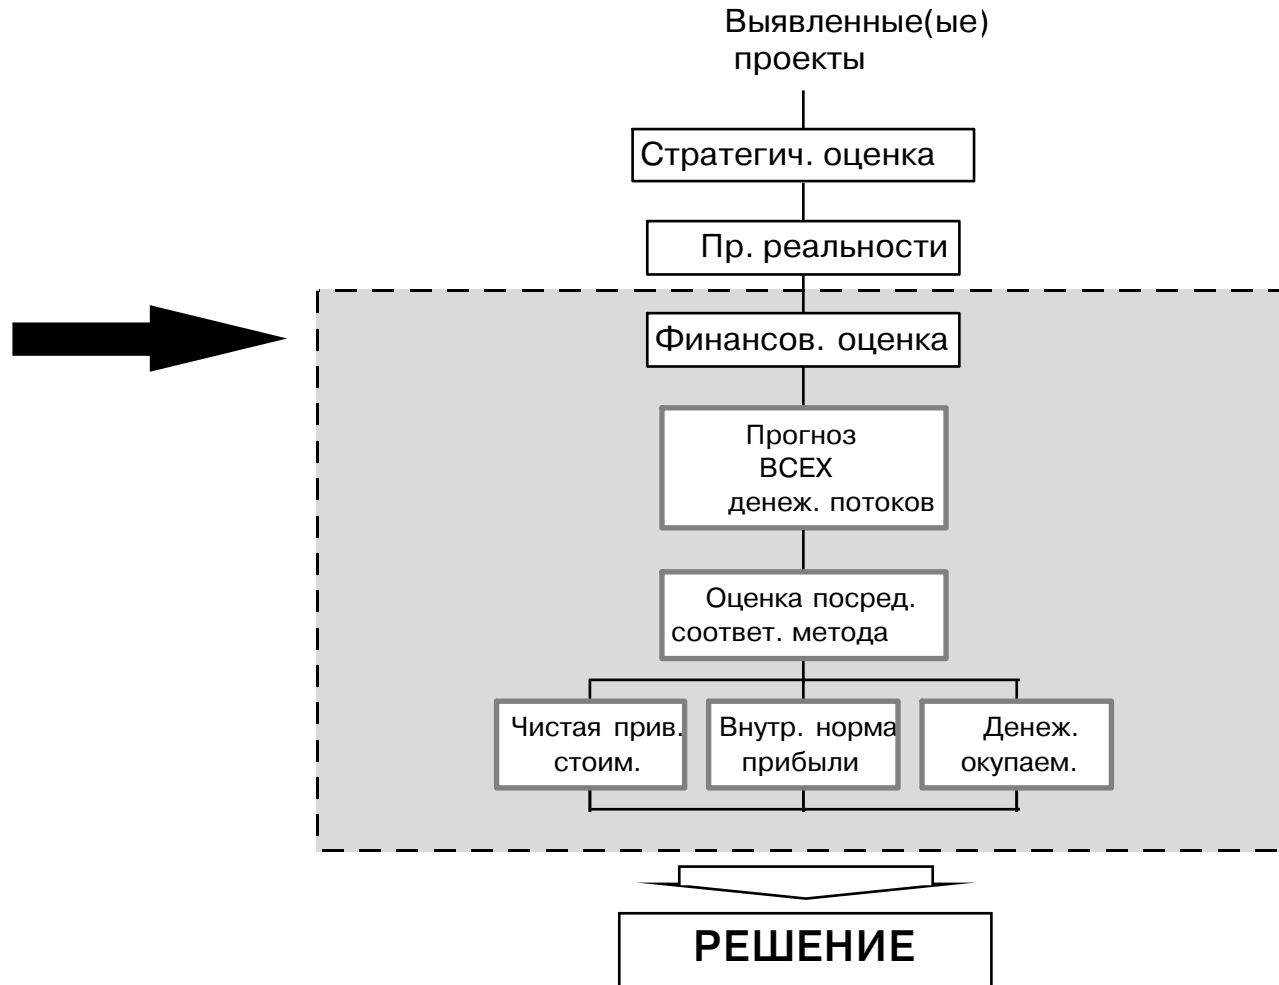 Выявленные(ые)
проекты
Стратегич. оценка
Пр. реальности
Финансов. оценка
Прогноз
ВСЕХ
денеж. потоков
Оценка посред.
соответ. метода
Чистая прив.
стоим.
Внутр. норма
прибыли
Денеж.
окупаем.
РЕШЕНИЕ